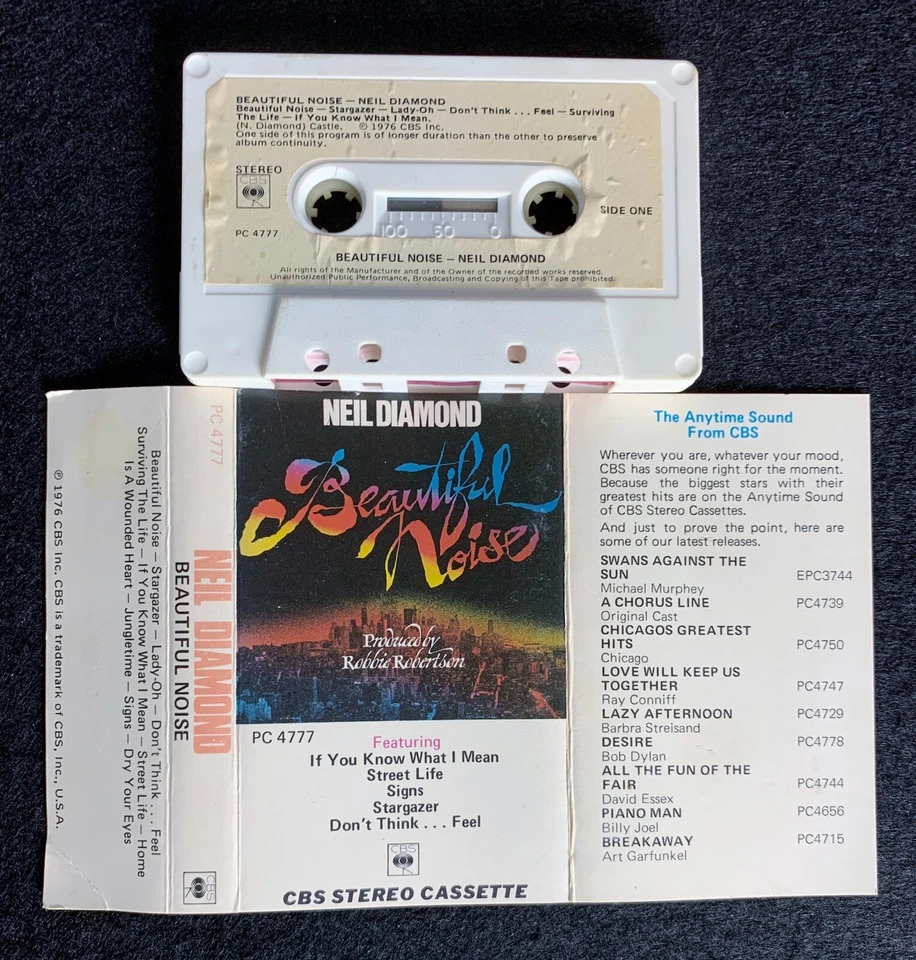 BEAUTIFUL NOISE — NEIL DIAMOND
Beautiful Noise — Stargazer — Lady-Oh — Don't Think . . . Feel — Surviving
The Life — If You Know What I Mean.
(N. Diamond) Castle. ℗ 1976 CBS Inc.
One side of this program is of longer duration than the other to preserve
album continuity.
STEREO
CBS
SIDE ONE
100 50 0
PC 4777
BEAUTIFUL NOISE — NEIL DIAMOND
All rights of the Manufacturer and of the Owner of the recorded works reserved.
Unauthorized Public Performance, Broadcasting and Copying of this Tape prohibited.
Beautiful Noise — Stargazer — Lady-Oh — Don't Think . . . Feel
Surviving The Life — If You Know What I Mean — Street Life — Home
Is A Wounded Heart — Jungletime — Signs — Dry Your Eyes
℗ 1976 CBS Inc. CBS is a trademark of CBS, Inc., U.S.A.
PC 4777
NEIL DIAMOND
BEAUTIFUL NOISE
CBS
NEIL DIAMOND
Beautiful
Noise
Produced by
Robbie Robertson
PC 4777
Featuring
If You Know What I Mean
Street Life
Signs
Stargazer
Don't Think . . . Feel
CBS
CBS STEREO CASSETTE
The Anytime Sound
From CBS
Wherever you are, whatever your mood,
CBS has someone right for the moment.
Because the biggest stars with their
greatest hits are on the Anytime Sound
of CBS Stereo Cassettes.
And just to prove the point, here are
some of our latest releases.
SWANS AGAINST THE
SUN EPC3744
Michael Murphey
A CHORUS LINE PC4739
Original Cast
CHICAGOS GREATEST
HITS PC4750
Chicago
LOVE WILL KEEP US
TOGETHER PC4747
Ray Conniff
LAZY AFTERNOON PC4729
Barbra Streisand
DESIRE PC4778
Bob Dylan
ALL THE FUN OF THE
FAIR PC4744
David Essex
PIANO MAN PC4656
Billy Joel
BREAKAWAY PC4715
Art Garfunkel